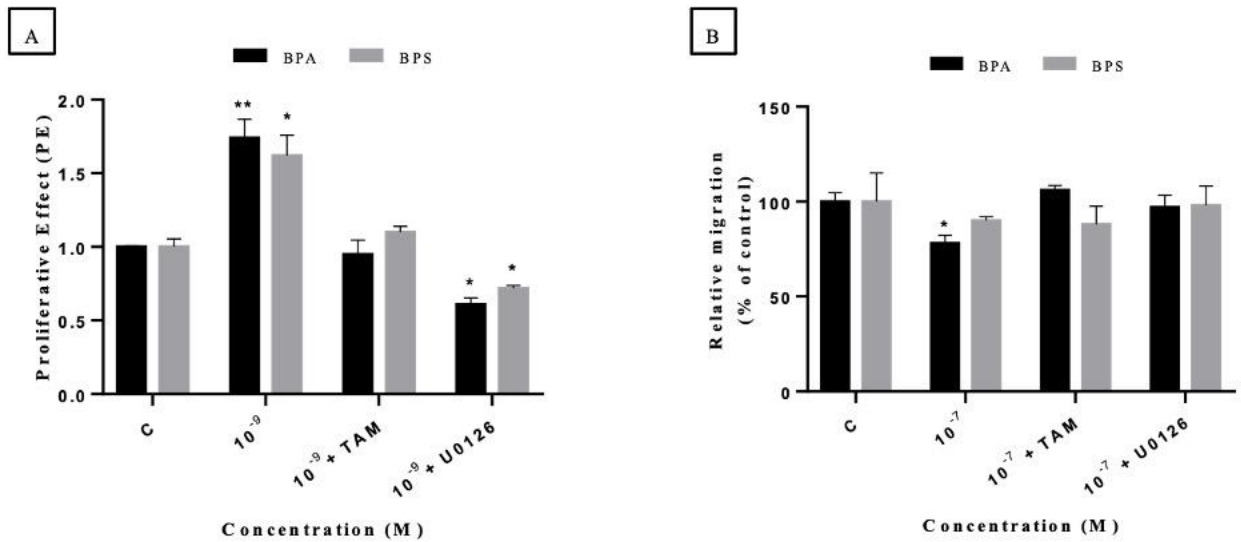 A
BPA BPS
Proliferative Effect (PE)
2.0
1.5
1.0
0.5
0.0
** *
* *
C
10⁻⁹
10⁻⁹ + TAM
10⁻⁹ + U0126
Concentration (M)
B
BPA BPS
Relative migration
(% of control)
150
100
50
0
*
C
10⁻⁷
10⁻⁷ + TAM
10⁻⁷ + U0126
Concentration (M)